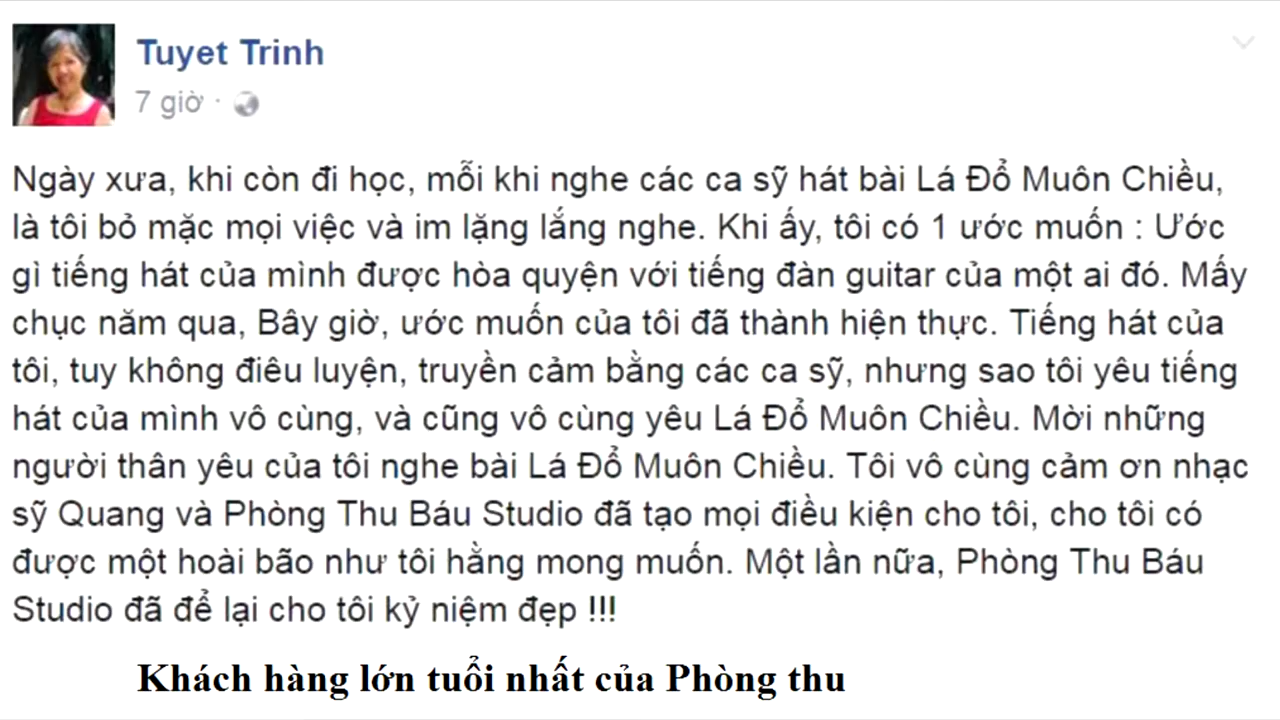 Tuyet Trinh
7 giờ ·
Ngày xưa, khi còn đi học, mỗi khi nghe các ca sỹ hát bài Lá Đổ Muôn Chiều,
là tôi bỏ mặc mọi việc và im lặng lắng nghe. Khi ấy, tôi có 1 ước muốn : Ước
gì tiếng hát của mình được hòa quyện với tiếng đàn guitar của một ai đó. Mấy
chục năm qua, Bây giờ, ước muốn của tôi đã thành hiện thực. Tiếng hát của
tôi, tuy không điêu luyện, truyền cảm bằng các ca sỹ, nhưng sao tôi yêu tiếng
hát của mình vô cùng, và cũng vô cùng yêu Lá Đổ Muôn Chiều. Mời những
người thân yêu của tôi nghe bài Lá Đổ Muôn Chiều. Tôi vô cùng cảm ơn nhạc
sỹ Quang và Phòng Thu Báu Studio đã tạo mọi điều kiện cho tôi, cho tôi có
được một hoài bão như tôi hằng mong muốn. Một lần nữa, Phòng Thu Báu
Studio đã để lại cho tôi kỷ niệm đẹp !!!
Khách hàng lớn tuổi nhất của Phòng thu